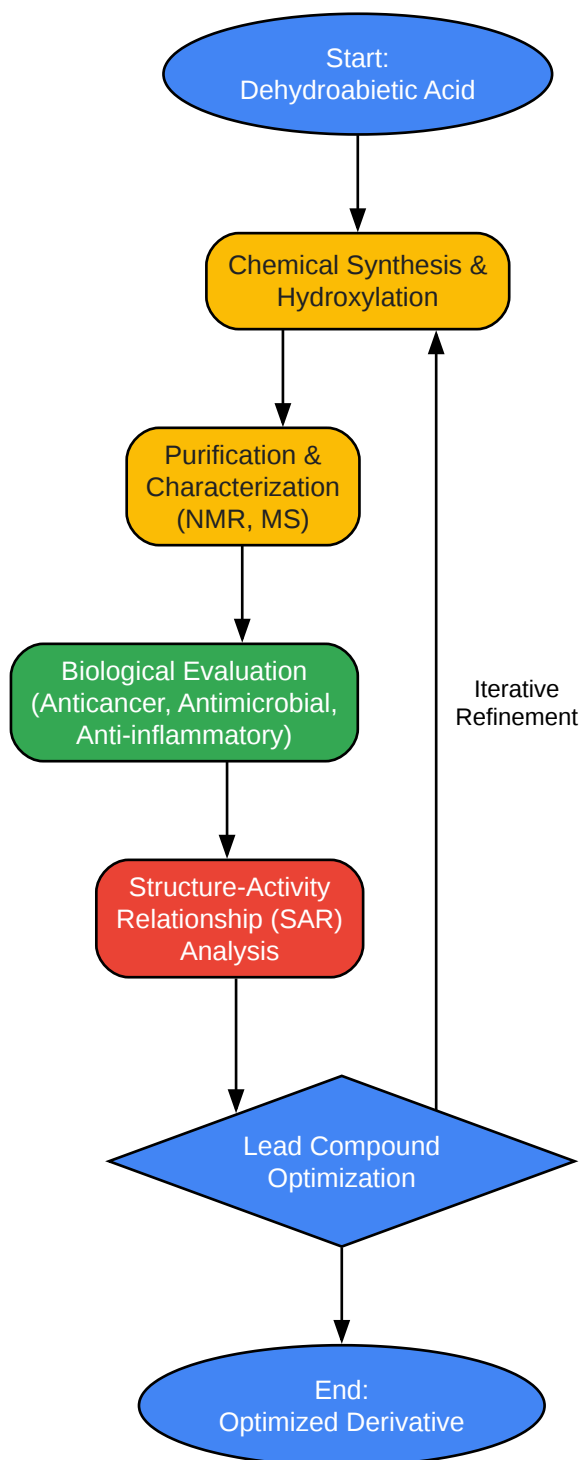 Start:
Dehydroabietic Acid
Chemical Synthesis &
Hydroxylation
Purification &
Characterization
(NMR, MS)
Biological Evaluation
(Anticancer, Antimicrobial,
Anti-inflammatory)
Iterative
Refinement
Structure-Activity
Relationship (SAR)
Analysis
Lead Compound
Optimization
End:
Optimized Derivative